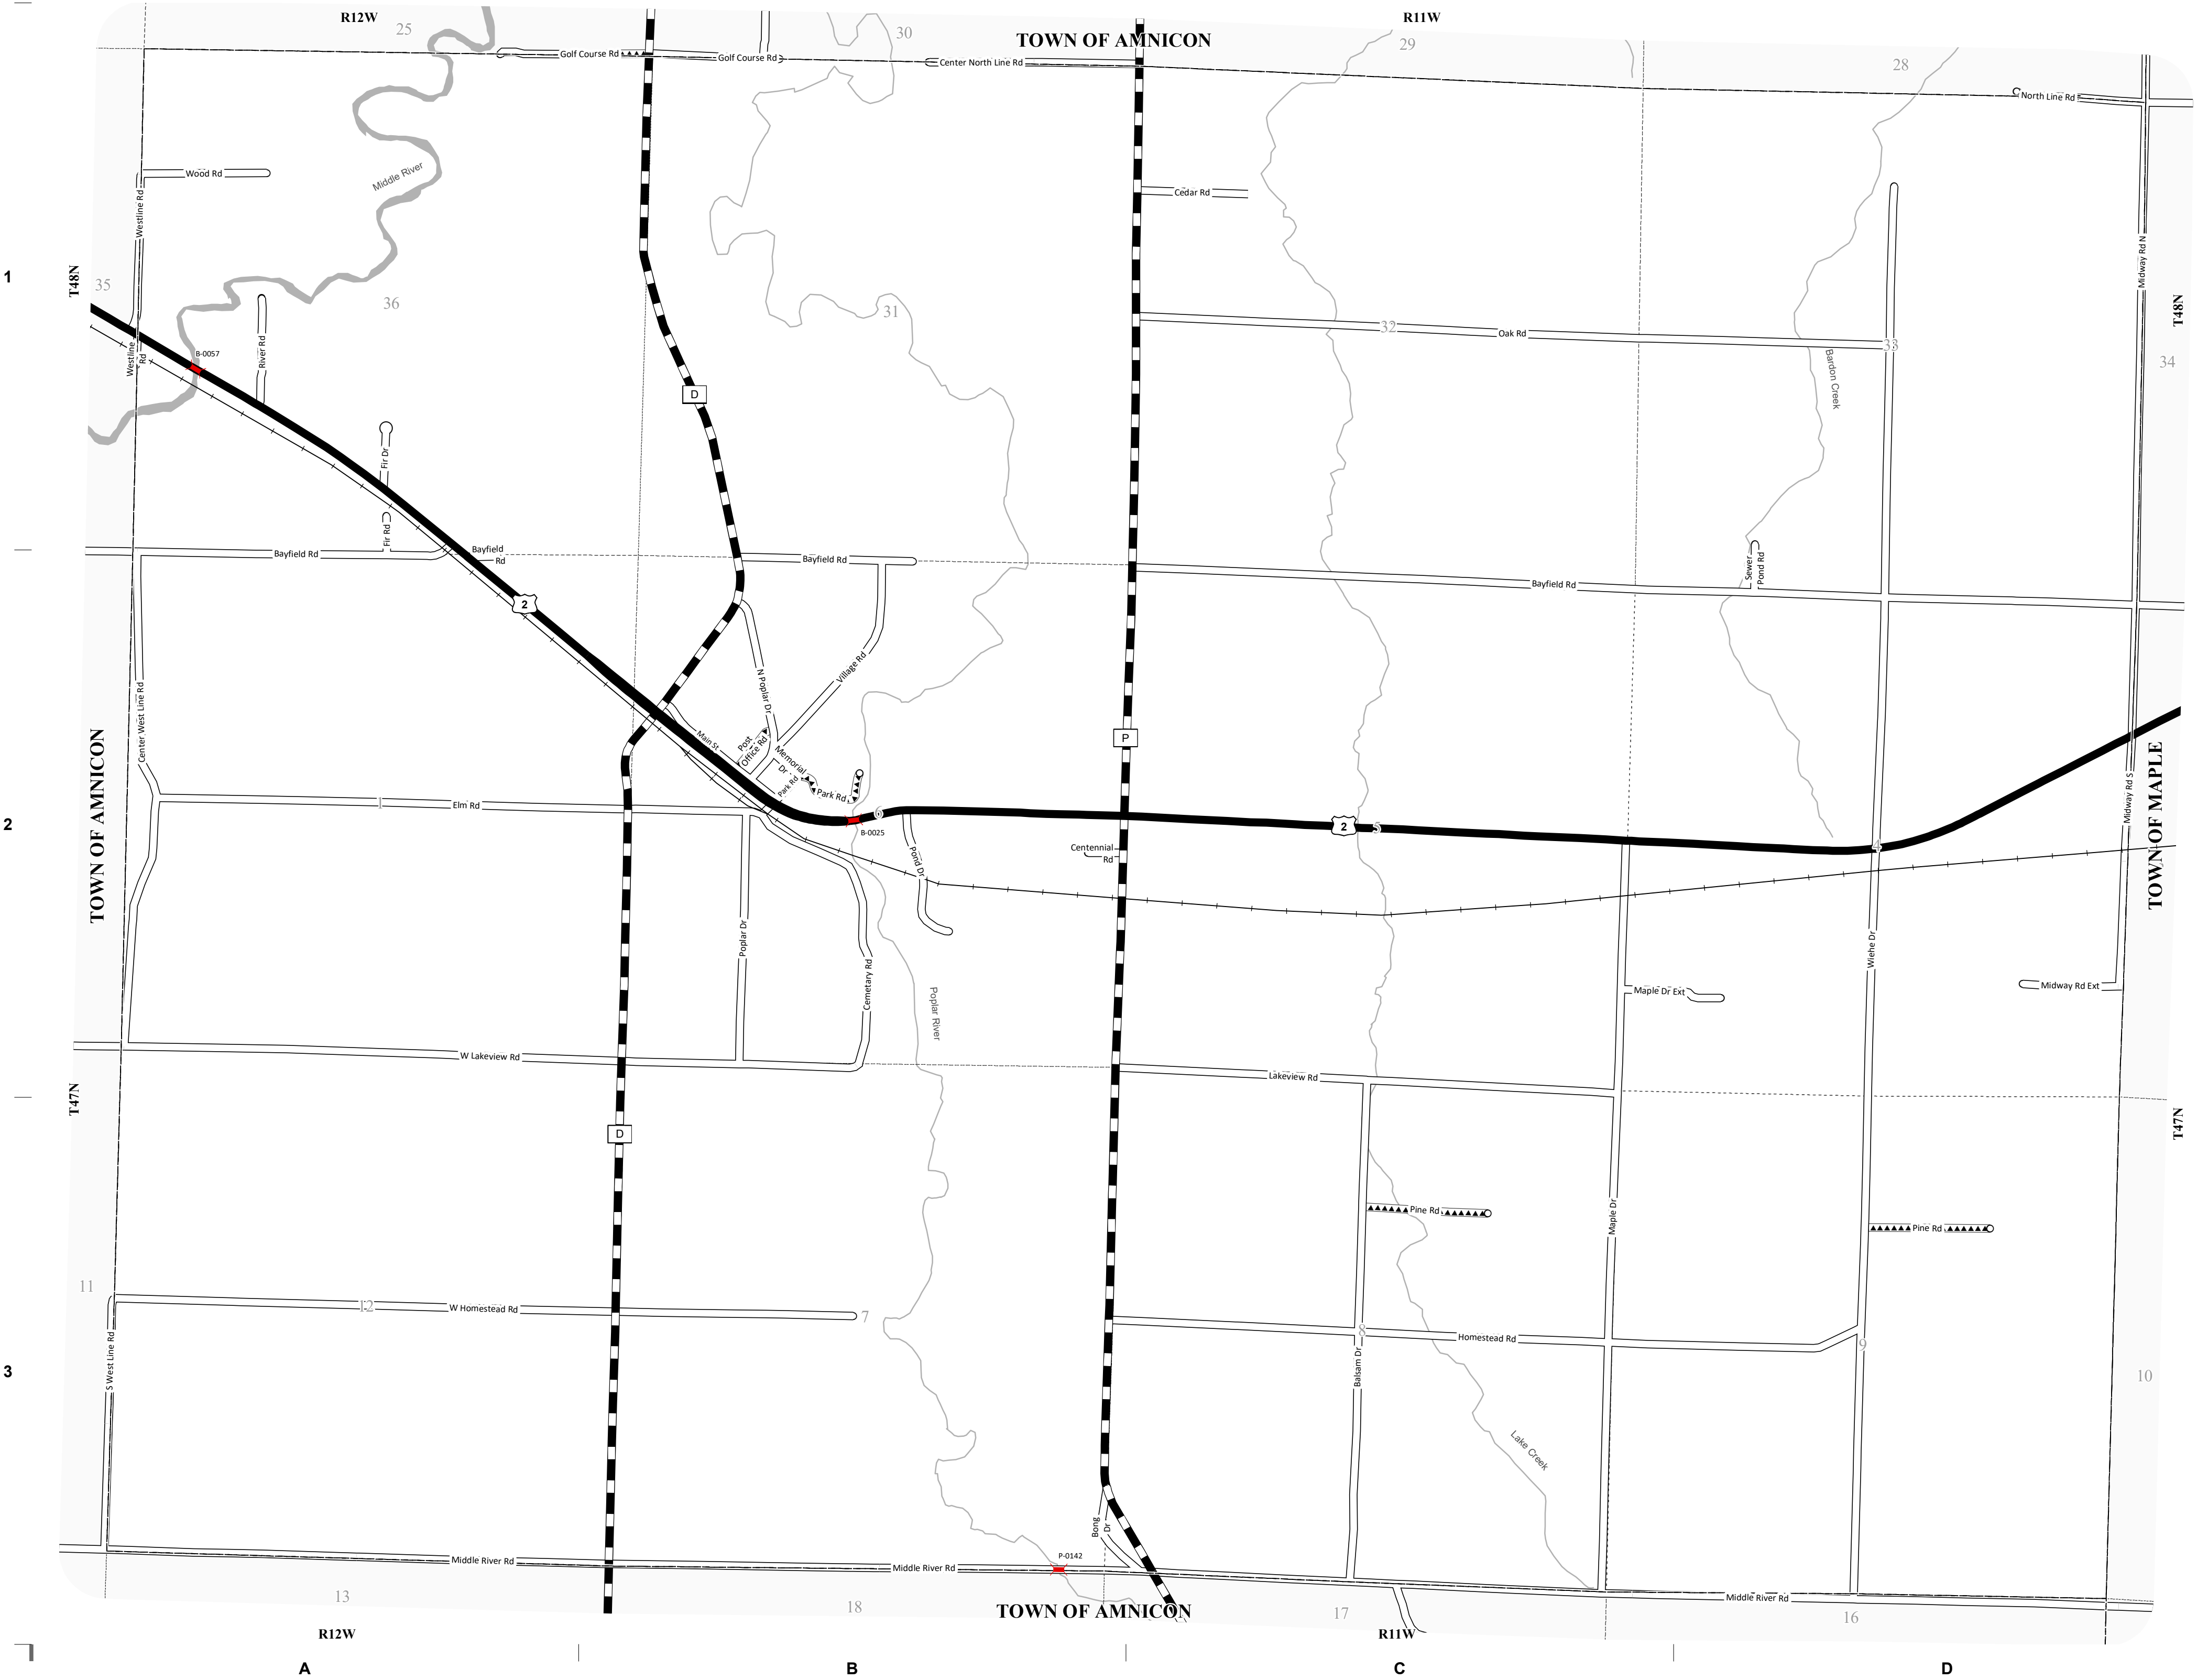 R12W
R11W
25
30
29
28
TOWN OF AMNICON
Golf Course Rd
Golf Course Rd
Center North Line Rd
North Line Rd
Wood Rd
Middle River
Cedar Rd
Westline Rd
Midway Rd N
1
T48N
35
36
31
32
Oak Rd
33
34
T48N
B-0057
Westline
Rd
River Rd
Bardon Creek
D
Fir Dr
Fir Rd
Bayfield Rd
Bayfield
Rd
Bayfield Rd
Bayfield Rd
Sewer
Pond Rd
2
N Poplar Dr
Village Rd
Center West Line Rd
Main St
Post
Office Rd
Memorial
Dr
Park Rd
Park Rd
P
TOWN OF AMNICON
TOWN OF MAPLE
Midway Rd S
1
Elm Rd
6
B-0025
2
5
4
2
Centennial
Rd
Pond Dr
Poplar Dr
Cemetary Rd
Wiehe Dr
Poplar River
Maple Dr Ext
Midway Rd Ext
W Lakeview Rd
Lakeview Rd
T47N
T47N
D
Pine Rd
Maple Dr
Pine Rd
11
12
W Homestead Rd
7
8
Homestead Rd
9
3
S West Line Rd
Balsam Dr
10
Lake Creek
Bong
Dr
Middle River Rd
Middle River Rd
P-0142
Middle River Rd
13
18
TOWN OF AMNICON
17
16
R12W
R11W
A
B
C
D